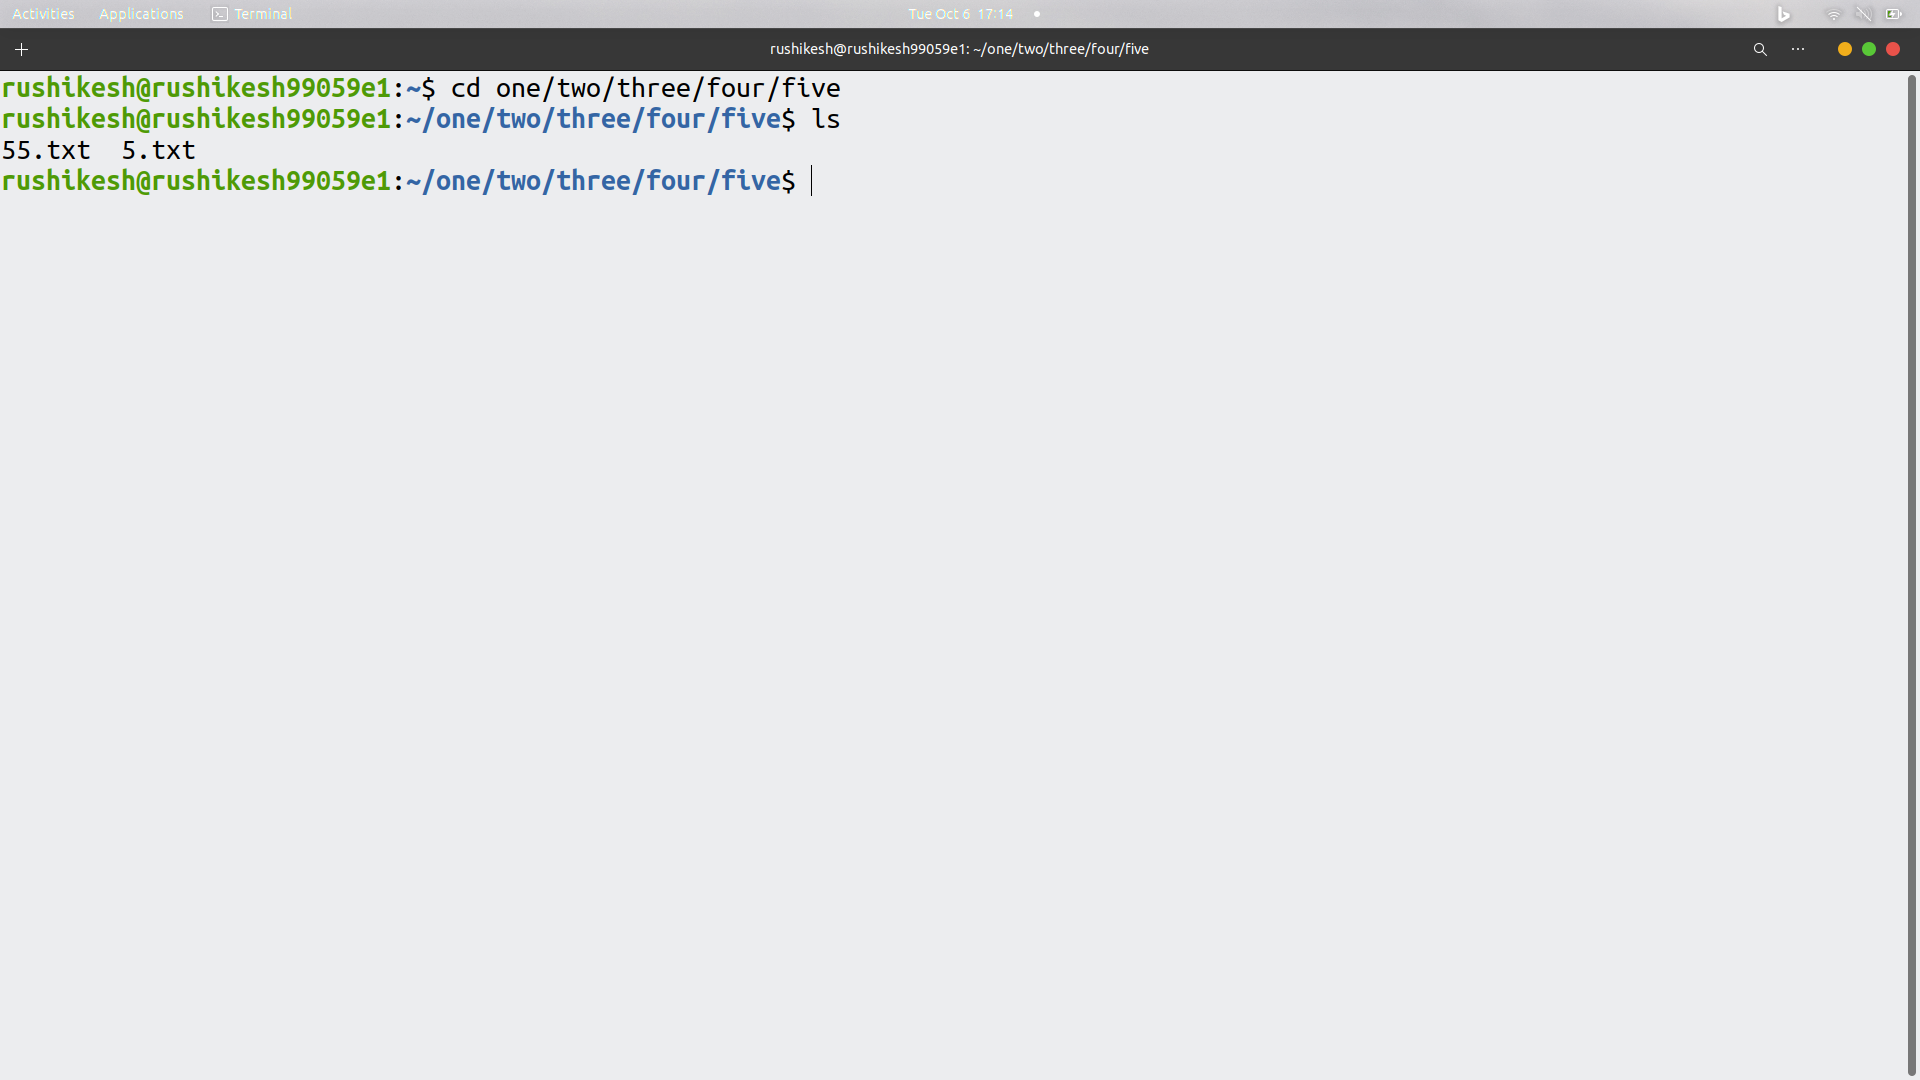 Activities Applications Terminal Tue Oct 6 17:14
rushikesh@rushikesh99059e1: ~/one/two/three/four/five
rushikesh@rushikesh99059e1:~$ cd one/two/three/four/five
rushikesh@rushikesh99059e1:~/one/two/three/four/five$ ls
55.txt  5.txt
rushikesh@rushikesh99059e1:~/one/two/three/four/five$